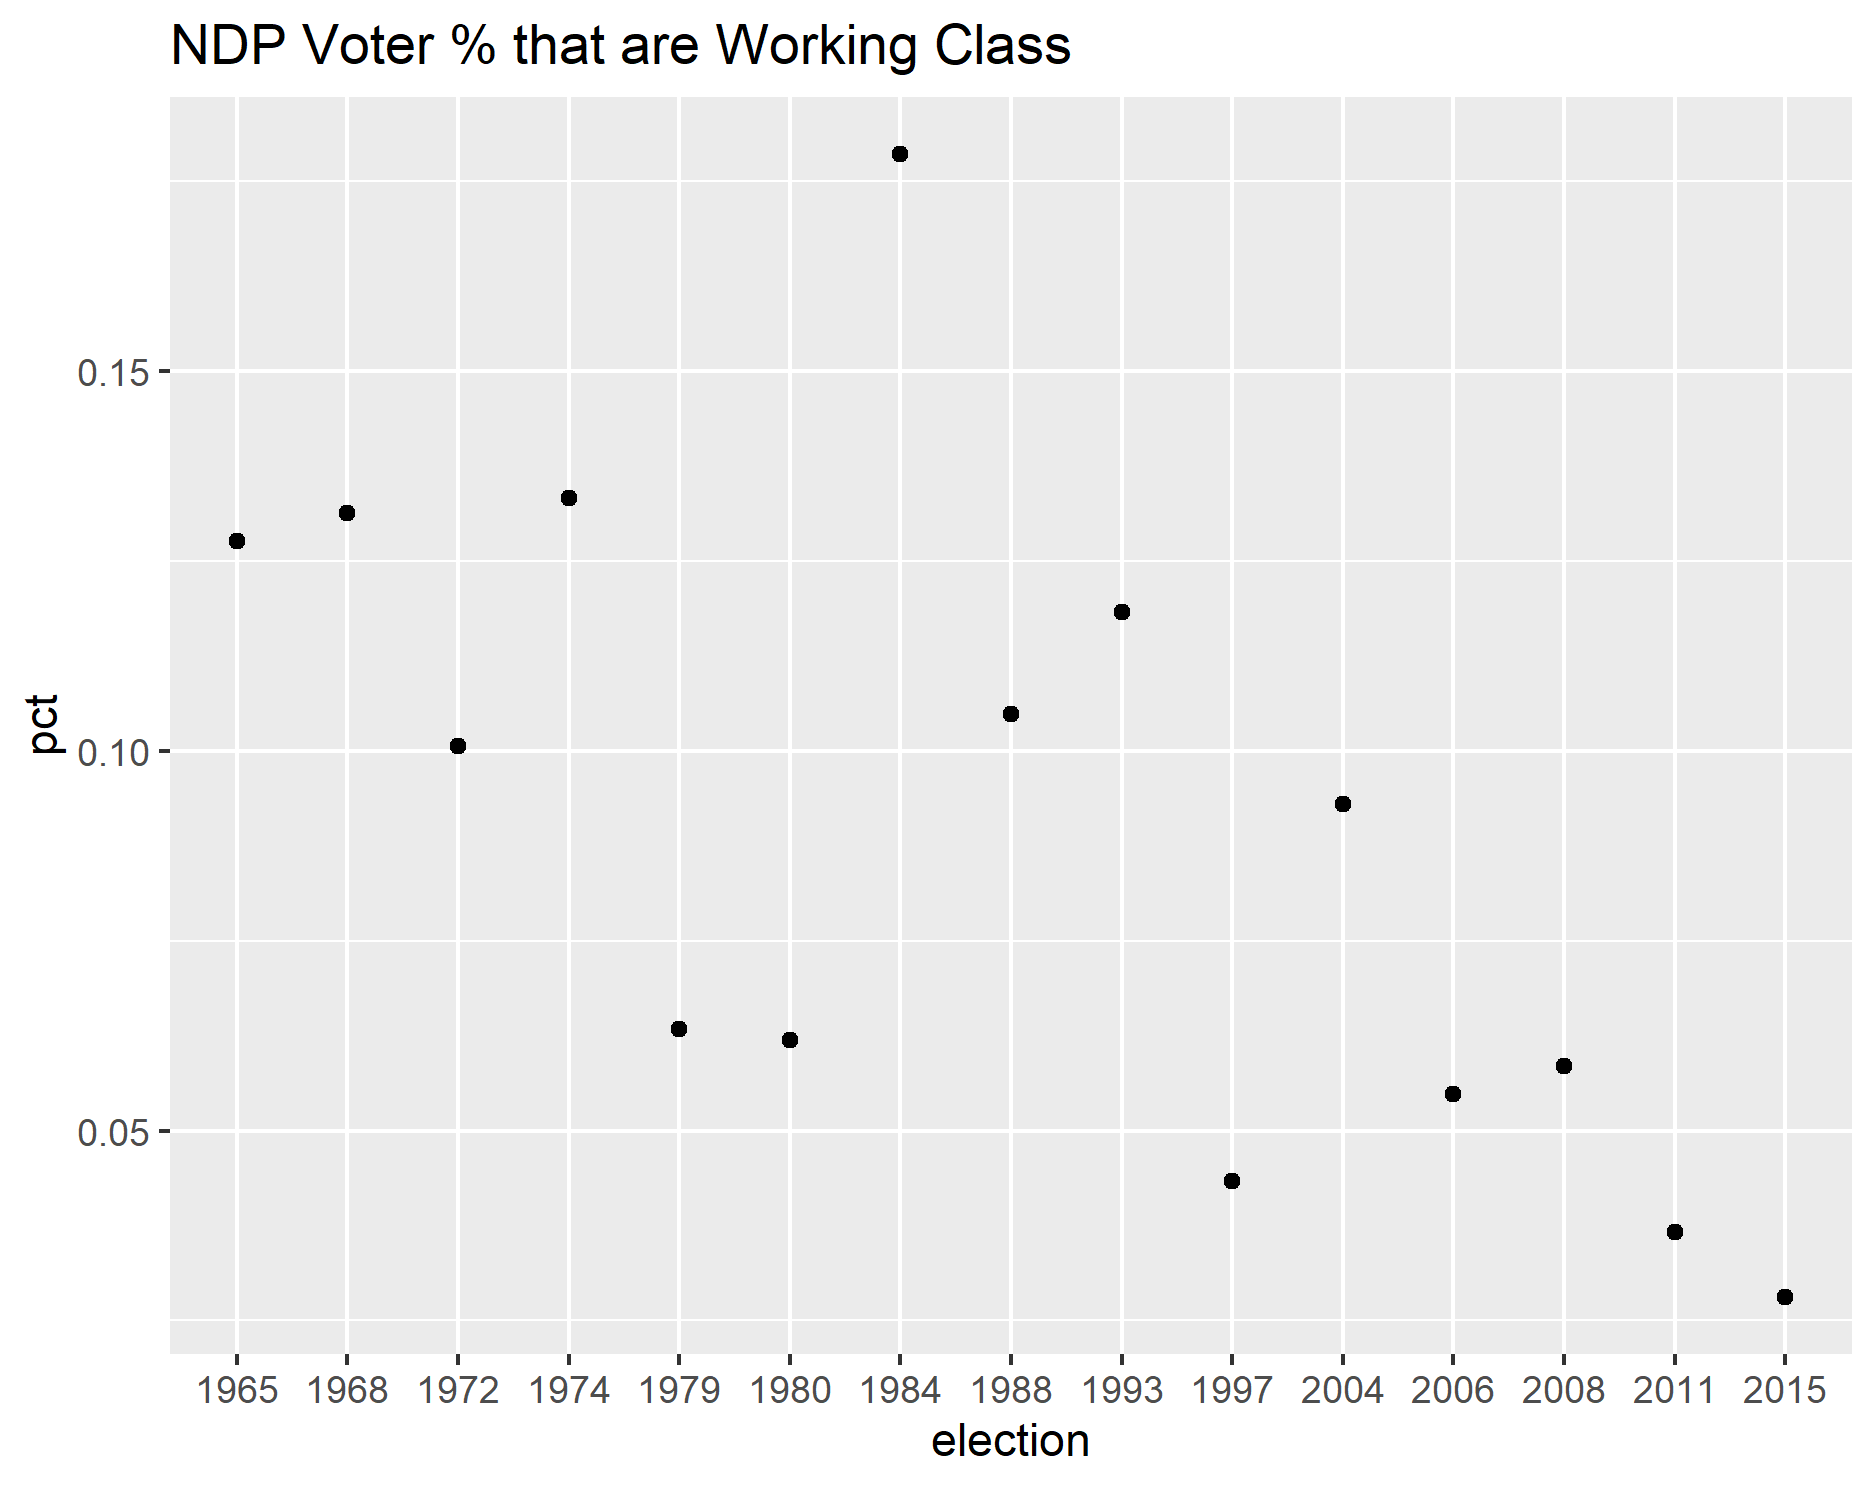 NDP Voter % that are Working Class
pct
0.15
0.10
0.05
1965 1968 1972 1974 1979 1980 1984 1988 1993 1997 2004 2006 2008 2011 2015
election